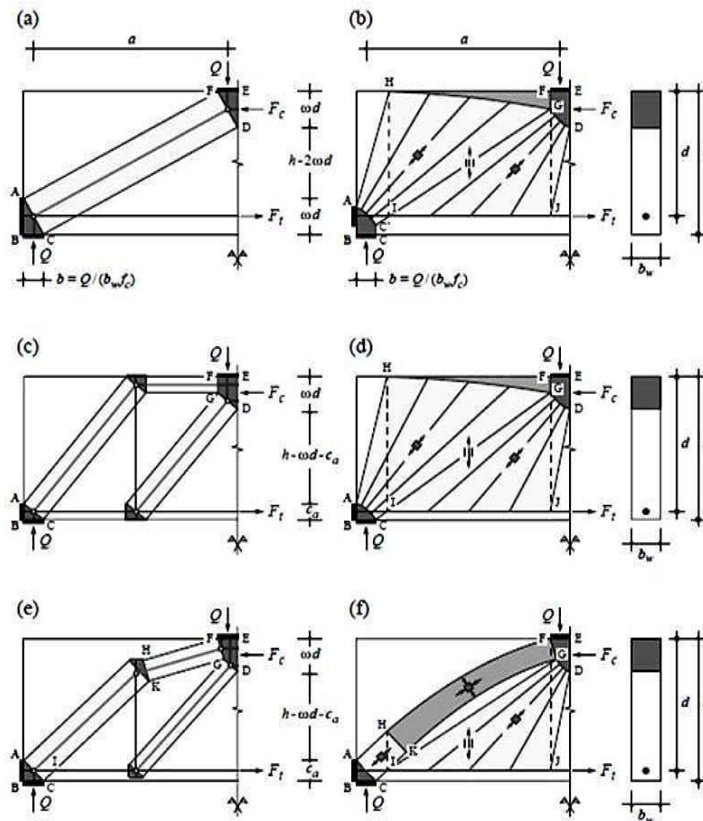 (a)
a
Q
F
E
F_c
D
ωd
h-2ωd
A
ωd
F_t
B
C
Q
b = Q/(b_w f_c)
(b)
a
Q
H
F
E
G
F_c
D
d
A
I
J
F_t
B
C
Q
b = Q/(b_w f_c)
b_w
(c)
Q
F
E
G
F_c
D
ωd
h-ωd-c_a
A
c_a
F_t
B
C
Q
(d)
Q
H
F
E
G
F_c
D
d
A
I
J
F_t
B
C
Q
b_w
(e)
Q
H
F
E
G
F_c
D
K
ωd
h-ωd-c_a
A
I
c_a
F_t
B
C
Q
(f)
Q
F
E
G
F_c
D
H
K
d
A
I
J
F_t
B
C
Q
b_w